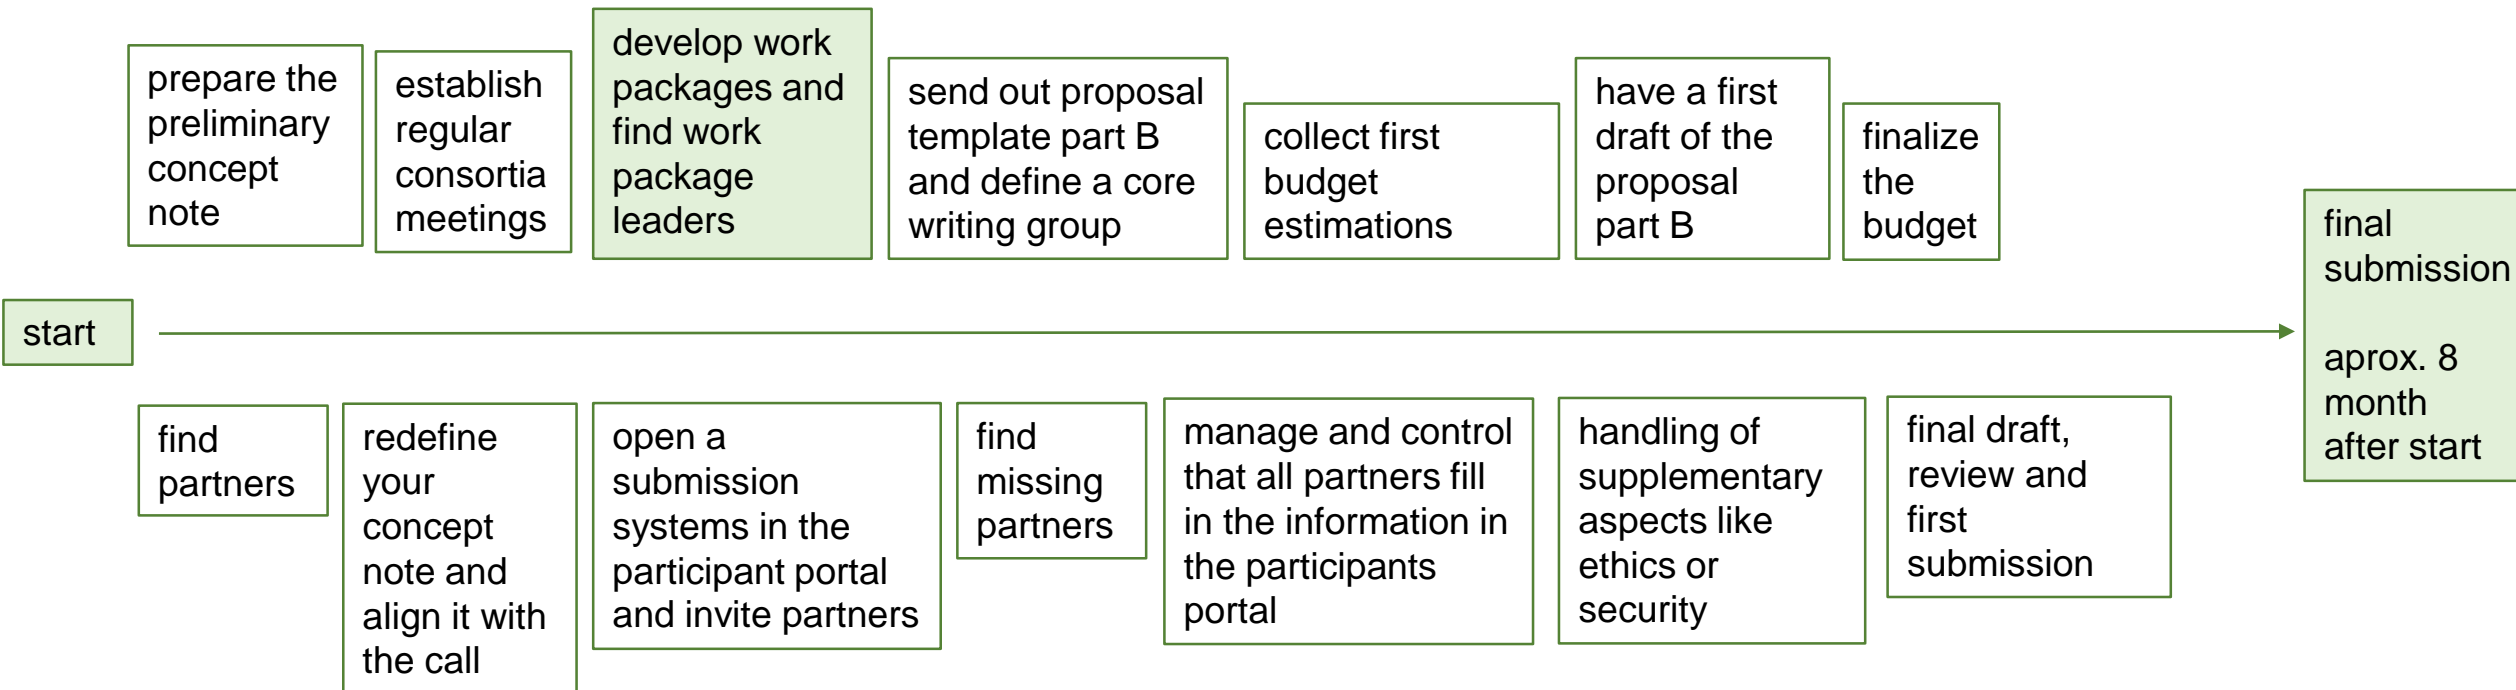 prepare the
preliminary
concept
note
establish
regular
consortia
meetings
develop work
packages and
find work
package
leaders
send out proposal
template part B
and define a core
writing group
collect first
budget
estimations
have a first
draft of the
proposal
part B
finalize
the
budget
final
submission
aprox. 8
month
after start
start
find
partners
redefine
your
concept
note and
align it with
the call
open a
submission
systems in the
participant portal
and invite partners
find
missing
partners
manage and control
that all partners fill
in the information in
the participants
portal
handling of
supplementary
aspects like
ethics or
security
final draft,
review and
first
submission